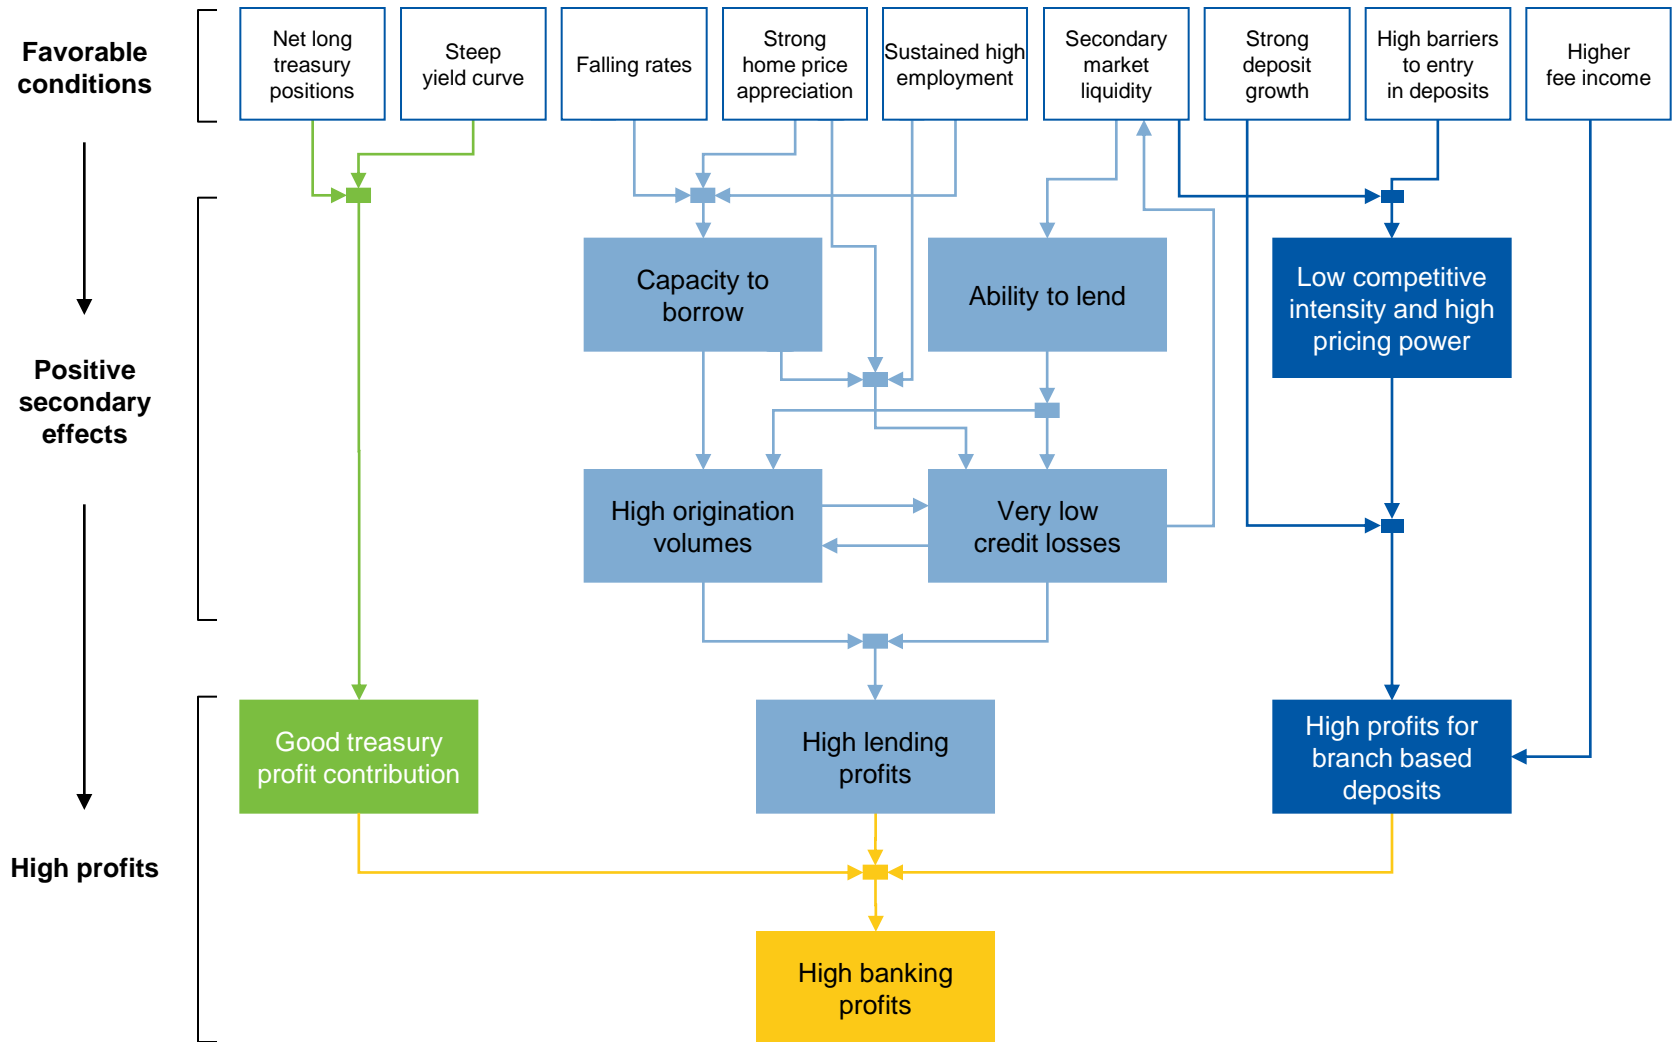 Favorable
conditions
Net long
treasury
positions
Steep
yield curve
Falling rates
Strong
home price
appreciation
Sustained high
employment
Secondary
market
liquidity
Strong
deposit
growth
High barriers
to entry
in deposits
Higher
fee income
Positive
secondary
effects
Capacity to
borrow
Ability to lend
Low competitive
intensity and high
pricing power
High origination
volumes
Very low
credit losses
High profits
Good treasury
profit contribution
High lending
profits
High profits for
branch based
deposits
High banking
profits